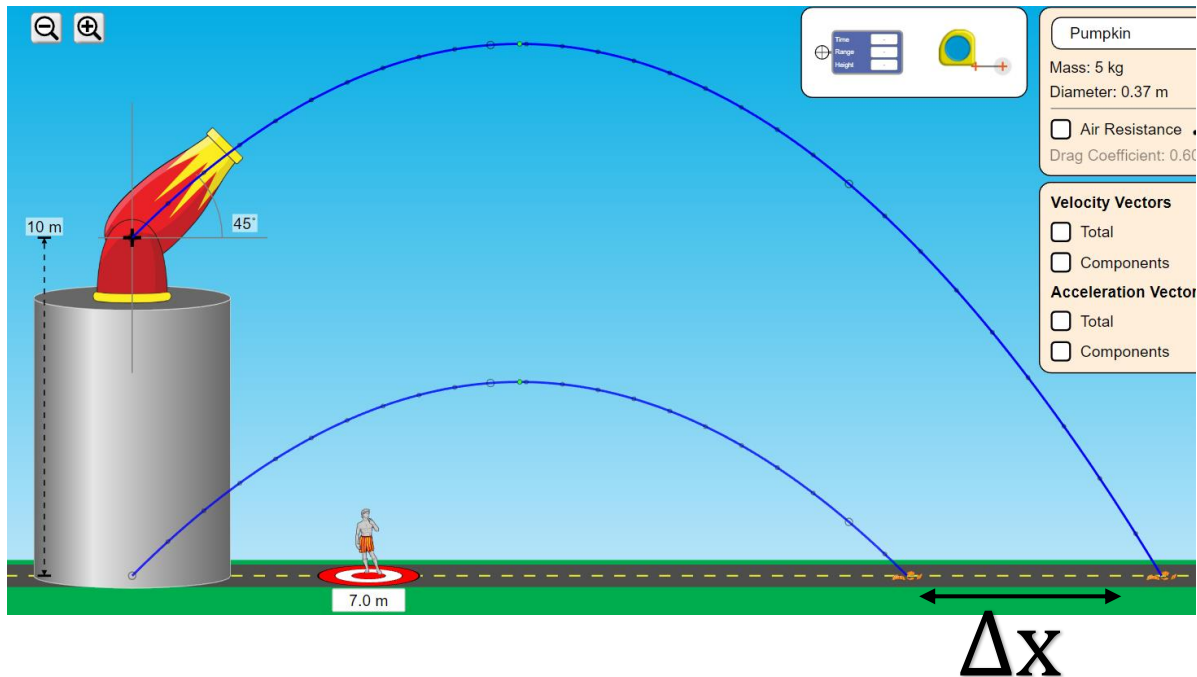 Time -
Range -
Height -
Pumpkin
Mass: 5 kg
Diameter: 0.37 m
Air Resistance
Drag Coefficient: 0.60
Velocity Vectors
Total
Components
Acceleration Vector
Total
Components
10 m
45°
7.0 m
Δx